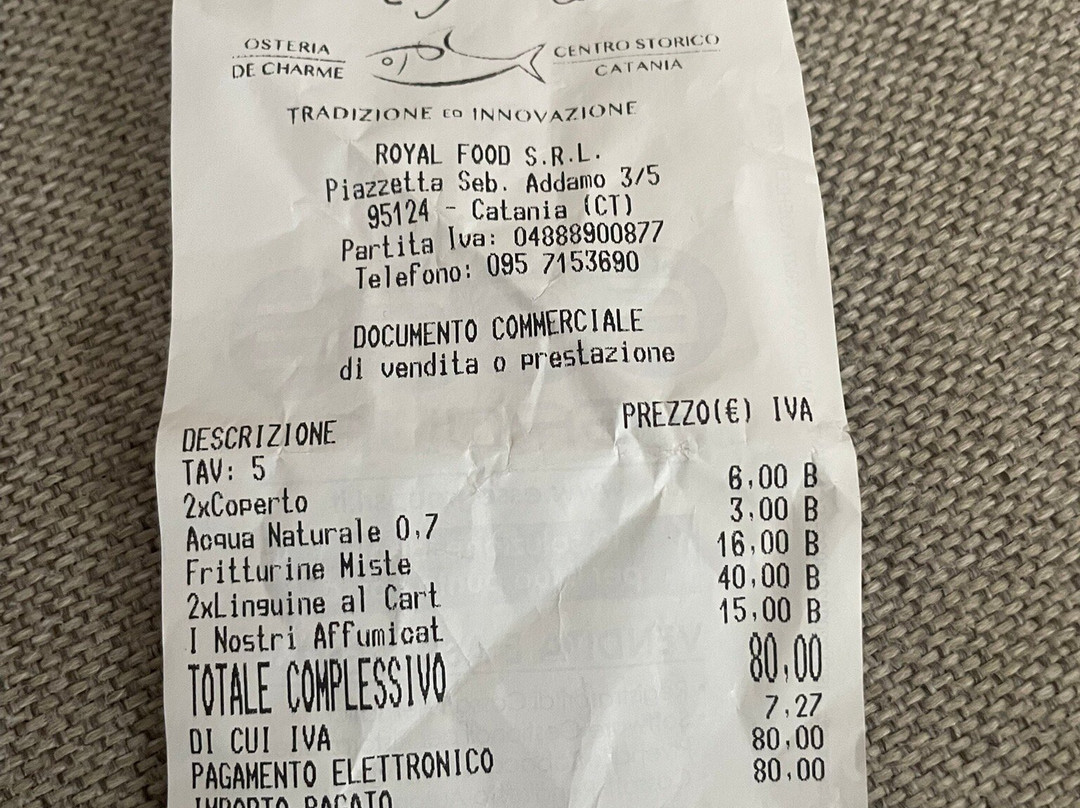 OSTERIA
DE CHARME
CENTRO STORICO
CATANIA
TRADIZIONE ED INNOVAZIONE
ROYAL FOOD S.R.L.
Piazzetta Seb. Addamo 3/5
95124 - Catania (CT)
Partita Iva: 04888900877
Telefono: 095 7153690
DOCUMENTO COMMERCIALE
di vendita o prestazione
DESCRIZIONE PREZZO(€) IVA
TAV: 5
2xCoperto 6,00 B
Acqua Naturale 0,7 3,00 B
Fritturine Miste 16,00 B
2xLinguine al Cart 40,00 B
I Nostri Affumicat 15,00 B
TOTALE COMPLESSIVO 80,00
DI CUI IVA 7,27
PAGAMENTO ELETTRONICO 80,00
IMPORTO PAGATO 80,00